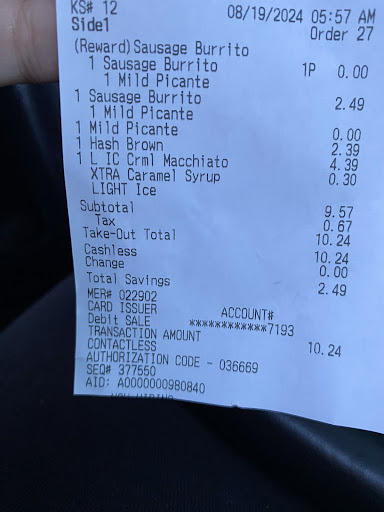 KS# 12 08/19/2024 05:57 AM
Side1 Order 27
(Reward)Sausage Burrito
1 Sausage Burrito 1P 0.00
1 Mild Picante
1 Sausage Burrito 2.49
1 Mild Picante
1 Mild Picante 0.00
1 Hash Brown 2.39
1 L IC Crml Macchiato 4.39
XTRA Caramel Syrup 0.30
LIGHT Ice
Subtotal 9.57
Tax 0.67
Take-Out Total 10.24
Cashless 10.24
Change 0.00
Total Savings 2.49
MER# 022902
CARD ISSUER ACCOUNT#
Debit SALE ************7193
TRANSACTION AMOUNT 10.24
CONTACTLESS
AUTHORIZATION CODE - 036669
SEQ# 377550
AID: A0000000980840